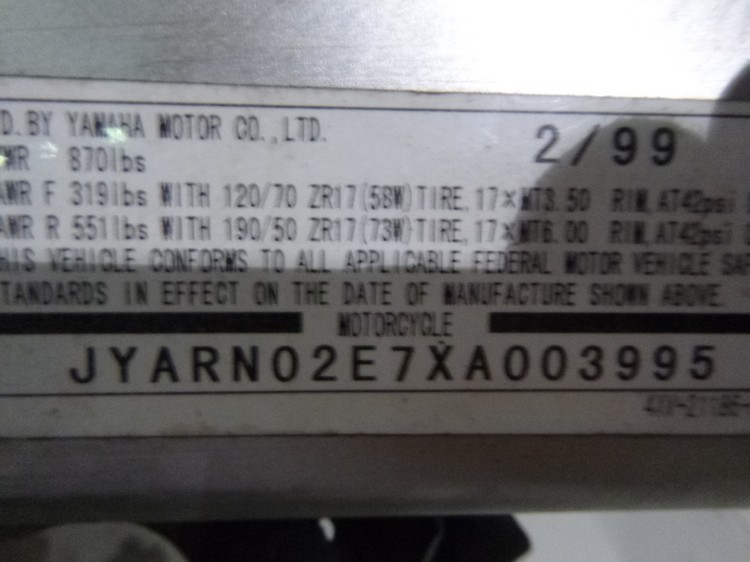 D. BY YAMAHA MOTOR CO., LTD. 2/99
WR 870lbs
AWR F 319lbs WITH 120/70 ZR17(58W)TIRE, 17×MT3.50 RIM, AT42psi
AWR R 551lbs WITH 190/50 ZR17(73W)TIRE, 17×MT6.00 RIM, AT42psi
HIS VEHICLE CONFORMS TO ALL APPLICABLE FEDERAL MOTOR VEHICLE SAF
TANDARDS IN EFFECT ON THE DATE OF MANUFACTURE SHOWN ABOVE.
MOTORCYCLE
JYARN02E7XA003995